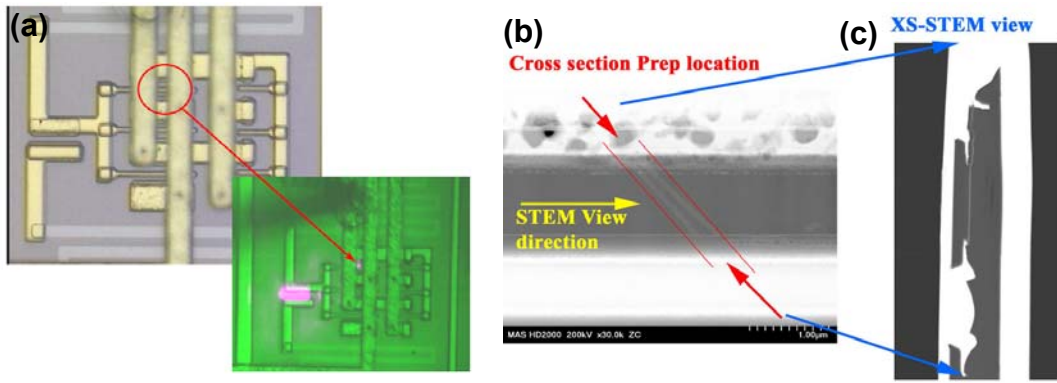 (a)
(b)
Cross section Prep location
STEM View
direction
MAS HD2000 200kV x30.0k ZC
1.00μm
XS-STEM view
(c)